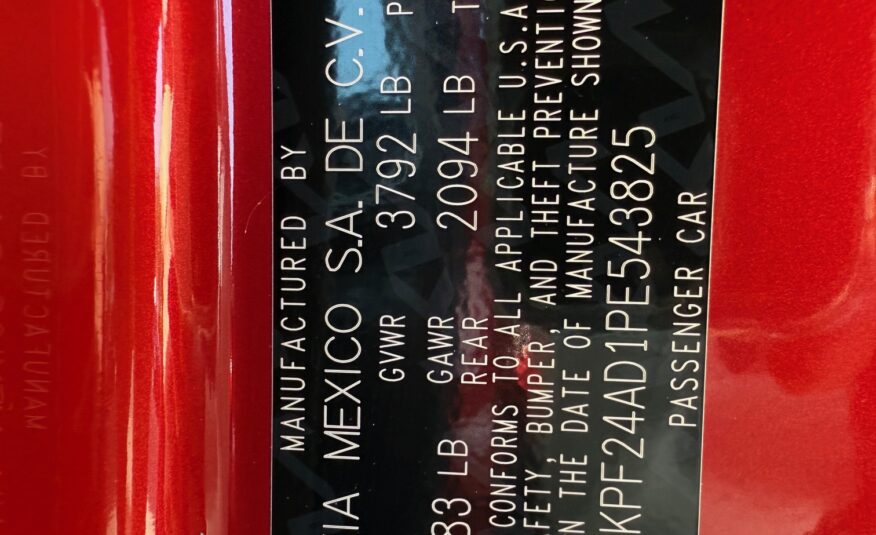 MANUFACTURED BY
IA MEXICO S.A. DE C.V.
GVWR 3792 LB P
83 LB GAWR REAR 2094 LB T
CONFORMS TO ALL APPLICABLE U.S.A
FETY, BUMPER, AND THEFT PREVENTI
N THE DATE OF MANUFACTURE SHOWN
KPF24AD1PE543825
PASSENGER CAR